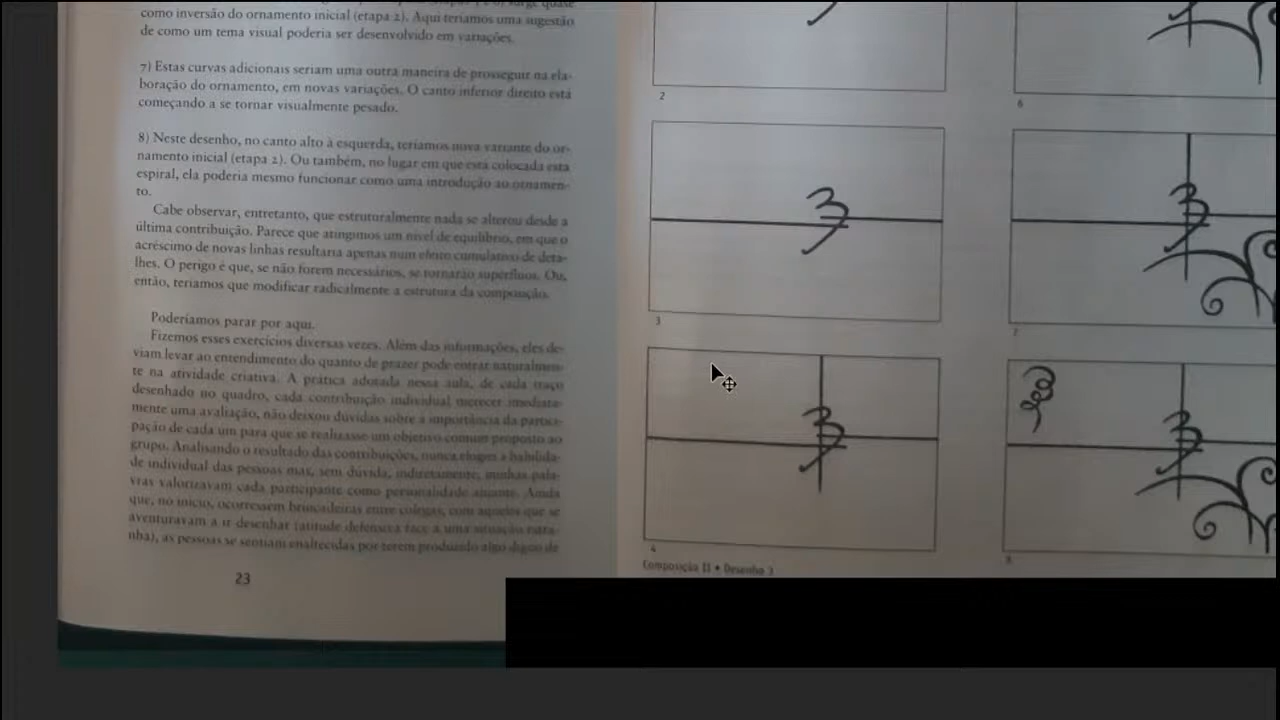 como inversão do ornamento inicial (etapa 2). Aqui teríamos uma sugestão
de como um tema visual poderia ser desenvolvido em variações.
7) Estas curvas adicionais seriam uma outra maneira de prosseguir na ela-
boração do ornamento, em novas variações. O canto inferior direito está
começando a se tornar visualmente pesado.
8) Neste desenho, no canto alto à esquerda, teríamos nova variante do or-
namento inicial (etapa 2). Ou também, no lugar em que está colocada esta
espiral, ela poderia mesmo funcionar como uma introdução ao ornamen-
to.
Cabe observar, entretanto, que estruturalmente nada se alterou desde a
última contribuição. Parece que atingimos um nível de equilíbrio, em que o
acréscimo de novas linhas resultaria apenas num efeito cumulativo de deta-
lhes. O perigo é que, se não forem necessários, se tornarão supérfluos. Ou,
então, teríamos que modificar radicalmente a estrutura da composição.
Poderíamos parar por aqui.
Fizemos esses exercícios diversas vezes. Além das informações, eles de-
viam levar ao entendimento do quanto de prazer pode entrar naturalmen-
te na atividade criativa. A prática adotada nessa aula, de cada traço
desenhado no quadro, cada contribuição individual merecer imediata-
mente uma avaliação, não deixou dúvidas sobre a importância da partici-
pação de cada um para que se realizasse um objetivo comum proposto ao
grupo. Analisando o resultado das contribuições, nunca elogiei a habilida-
de individual das pessoas mas, sem dúvida, indiretamente, minhas pala-
vras valorizavam cada participante como personalidade atuante. Ainda
que, no início, ocorressem brincadeiras entre colegas, com aqueles que se
aventuravam a ir desenhar (atitude defensiva face a uma situação estra-
nha), as pessoas se sentiam enaltecidas por terem produzido algo digno de
23
2
6
3
7
4
8
Composição II • Desenho 3